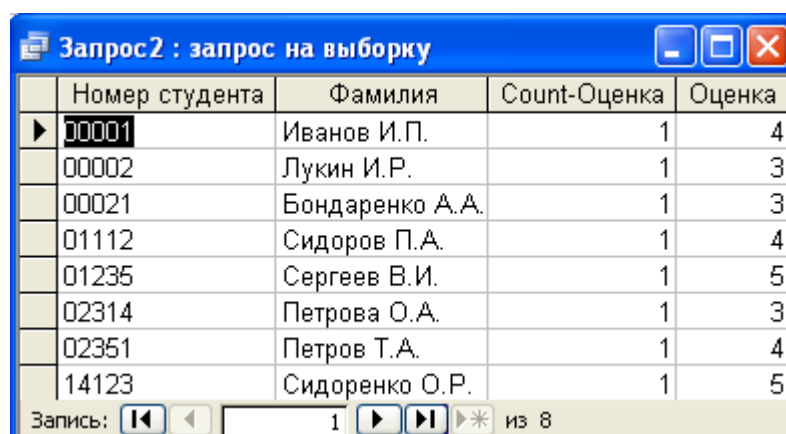 Запрос2 : запрос на выборку
Номер студента Фамилия Count-Оценка Оценка
00001 Иванов И.П. 1 4
00002 Лукин И.Р. 1 3
00021 Бондаренко А.А. 1 3
01112 Сидоров П.А. 1 4
01235 Сергеев В.И. 1 5
02314 Петрова О.А. 1 3
02351 Петров Т.А. 1 4
14123 Сидоренко О.Р. 1 5
Запись: 1 из 8